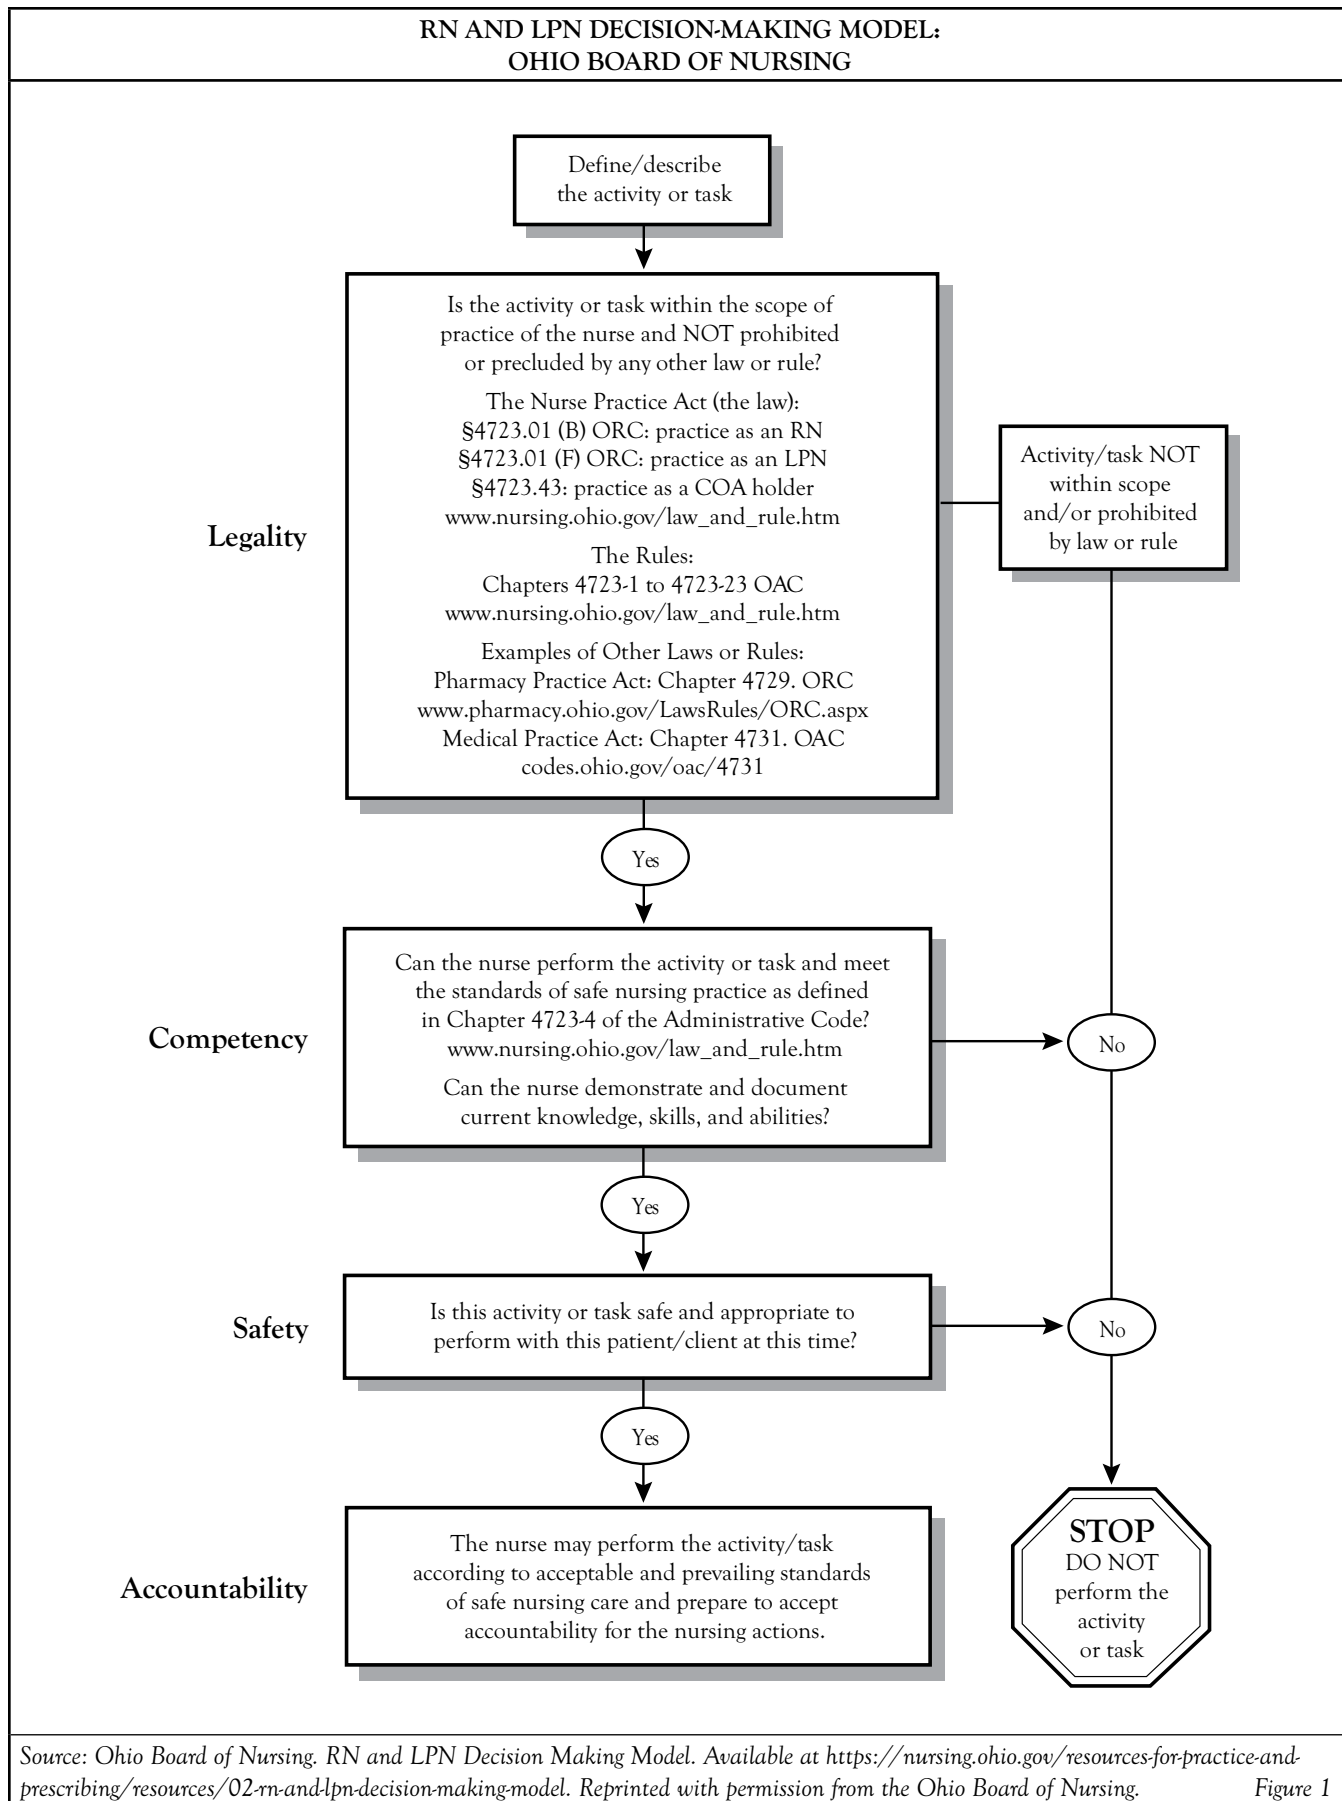 RN AND LPN DECISION-MAKING MODEL:
OHIO BOARD OF NURSING
Define/describe
the activity or task
Legality
Is the activity or task within the scope of
practice of the nurse and NOT prohibited
or precluded by any other law or rule?
The Nurse Practice Act (the law):
§4723.01 (B) ORC: practice as an RN
§4723.01 (F) ORC: practice as an LPN
§4723.43: practice as a COA holder
www.nursing.ohio.gov/law_and_rule.htm
The Rules:
Chapters 4723-1 to 4723-23 OAC
www.nursing.ohio.gov/law_and_rule.htm
Examples of Other Laws or Rules:
Pharmacy Practice Act: Chapter 4729. ORC
www.pharmacy.ohio.gov/LawsRules/ORC.aspx
Medical Practice Act: Chapter 4731. OAC
codes.ohio.gov/oac/4731
Activity/task NOT
within scope
and/or prohibited
by law or rule
Yes
Competency
Can the nurse perform the activity or task and meet
the standards of safe nursing practice as defined
in Chapter 4723-4 of the Administrative Code?
www.nursing.ohio.gov/law_and_rule.htm
Can the nurse demonstrate and document
current knowledge, skills, and abilities?
No
Yes
Safety
Is this activity or task safe and appropriate to
perform with this patient/client at this time?
No
Yes
Accountability
The nurse may perform the activity/task
according to acceptable and prevailing standards
of safe nursing care and prepare to accept
accountability for the nursing actions.
STOP
DO NOT
perform the
activity
or task
Source: Ohio Board of Nursing. RN and LPN Decision Making Model. Available at https://nursing.ohio.gov/resources-for-practice-and-
prescribing/resources/02-rn-and-lpn-decision-making-model. Reprinted with permission from the Ohio Board of Nursing. Figure 1